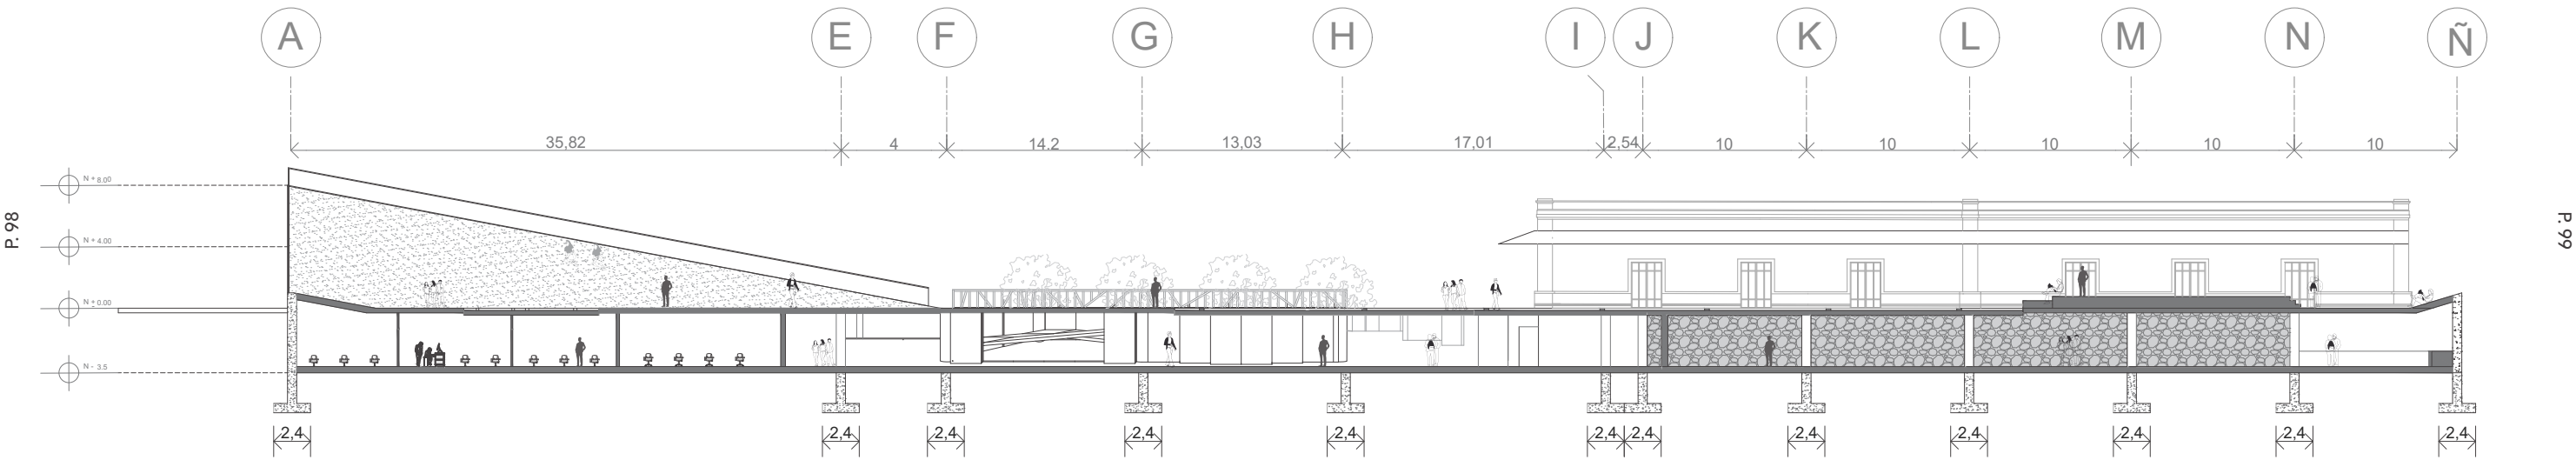 A E F G H I J K L M N Ñ
35,82 4 14.2 13,03 17,01 2,54 10 10 10 10 10
N + 8.00
P. 98
P. 99
N + 4.00
N + 0.00
N - 3.5
2,4 2,4 2,4 2,4 2,4 2,4 2,4 2,4 2,4 2,4 2,4 2,4